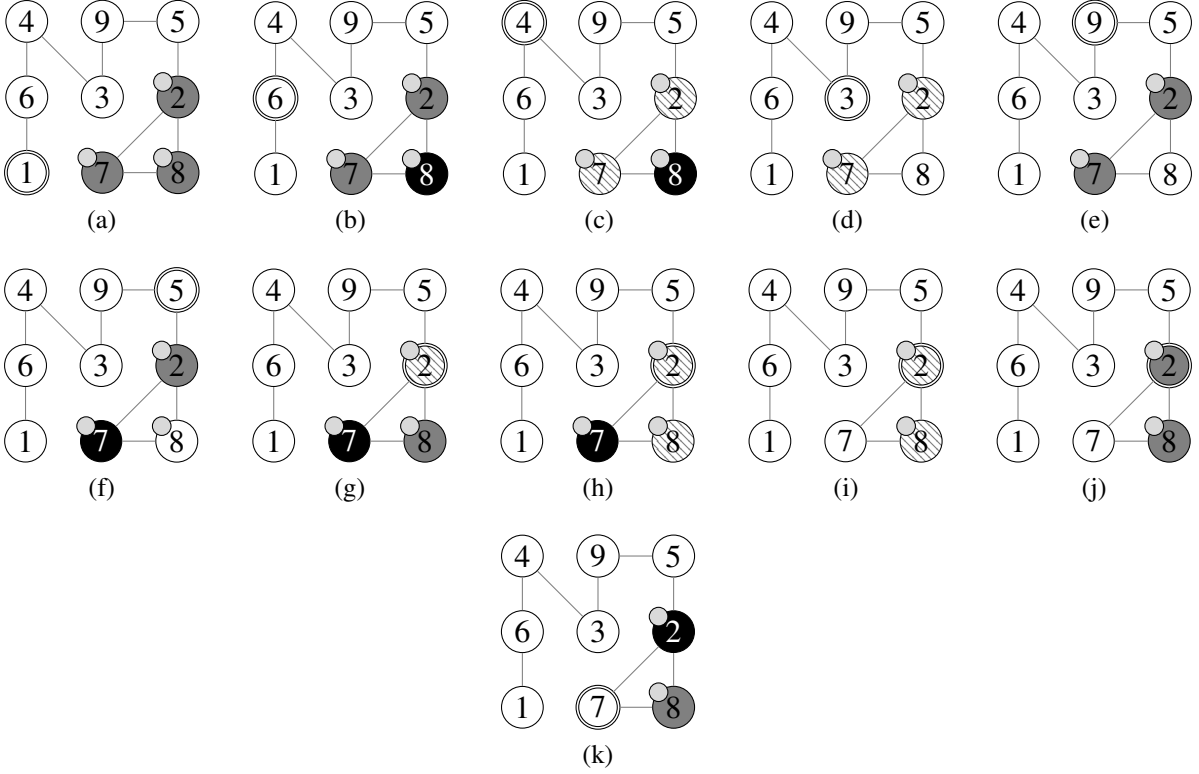 4 9 5 4 9 5 4 9 5 4 9 5 4 9 5
6 3 2 6 3 2 6 3 2 6 3 2 6 3 2
1 7 8 1 7 8 1 7 8 1 7 8 1 7 8
(a) (b) (c) (d) (e)
4 9 5 4 9 5 4 9 5 4 9 5 4 9 5
6 3 2 6 3 2 6 3 2 6 3 2 6 3 2
1 7 8 1 7 8 1 7 8 1 7 8 1 7 8
(f) (g) (h) (i) (j)
4 9 5
6 3 2
1 7 8
(k)